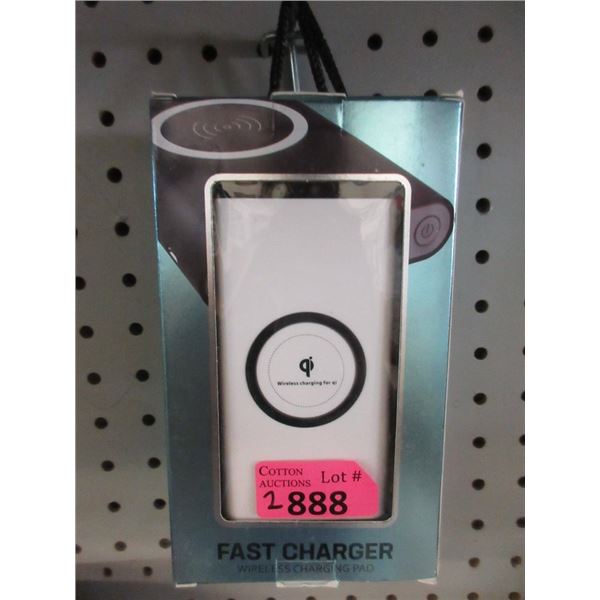 qi
Wireless charging for qi
COTTON AUCTIONS Lot #
2888
FAST CHARGER
WIRELESS CHARGING PAD